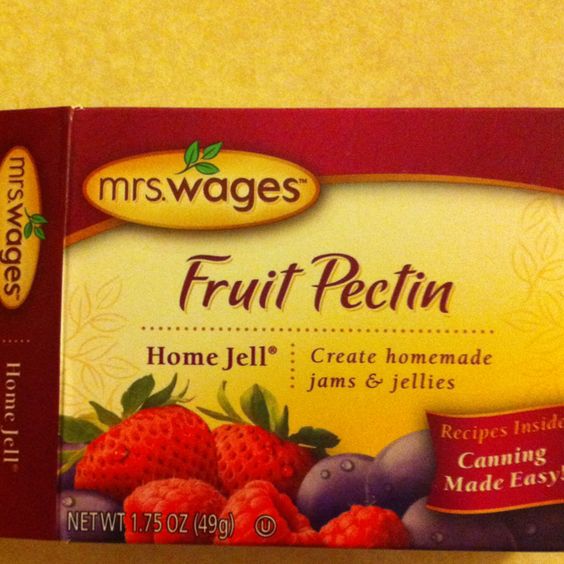 mrs.wages™
mrs.wages™
Fruit Pectin
Home Jell®
Create homemade
jams & jellies
Home Jell®
Recipes Inside
Canning
Made Easy!
NET WT 1.75 OZ (49g)
U